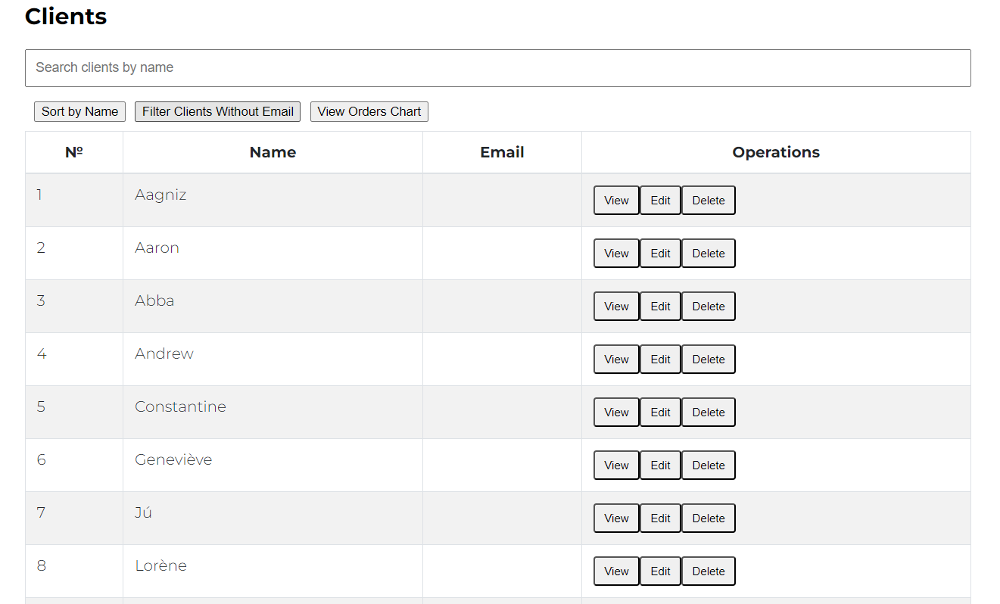 Clients
Search clients by name
Sort by Name Filter Clients Without Email View Orders Chart
Nº Name Email Operations
1 Aagniz View Edit Delete
2 Aaron View Edit Delete
3 Abba View Edit Delete
4 Andrew View Edit Delete
5 Constantine View Edit Delete
6 Geneviève View Edit Delete
7 Jú View Edit Delete
8 Lorène View Edit Delete